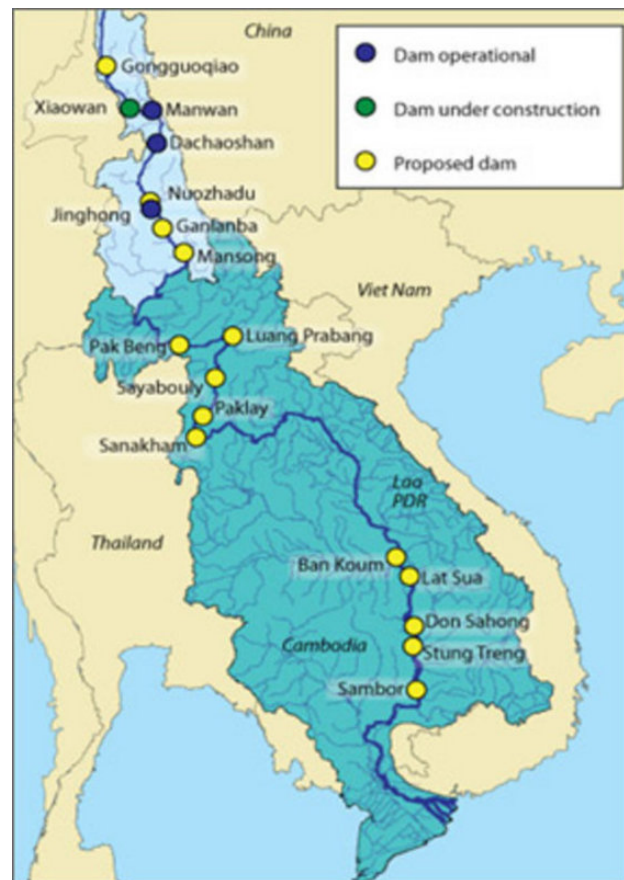 China
Gongguoqiao
Dam operational
Xiaowan
Manwan
Dam under construction
Dachaoshan
Proposed dam
Nuozhadu
Jinghong
Ganlanba
Mansong
Viet Nam
Pak Beng
Luang Prabang
Sayabouly
Paklay
Sanakham
Lao
PDR
Thailand
Ban Koum
Lat Sua
Don Sahong
Cambodia
Stung Treng
Sambor